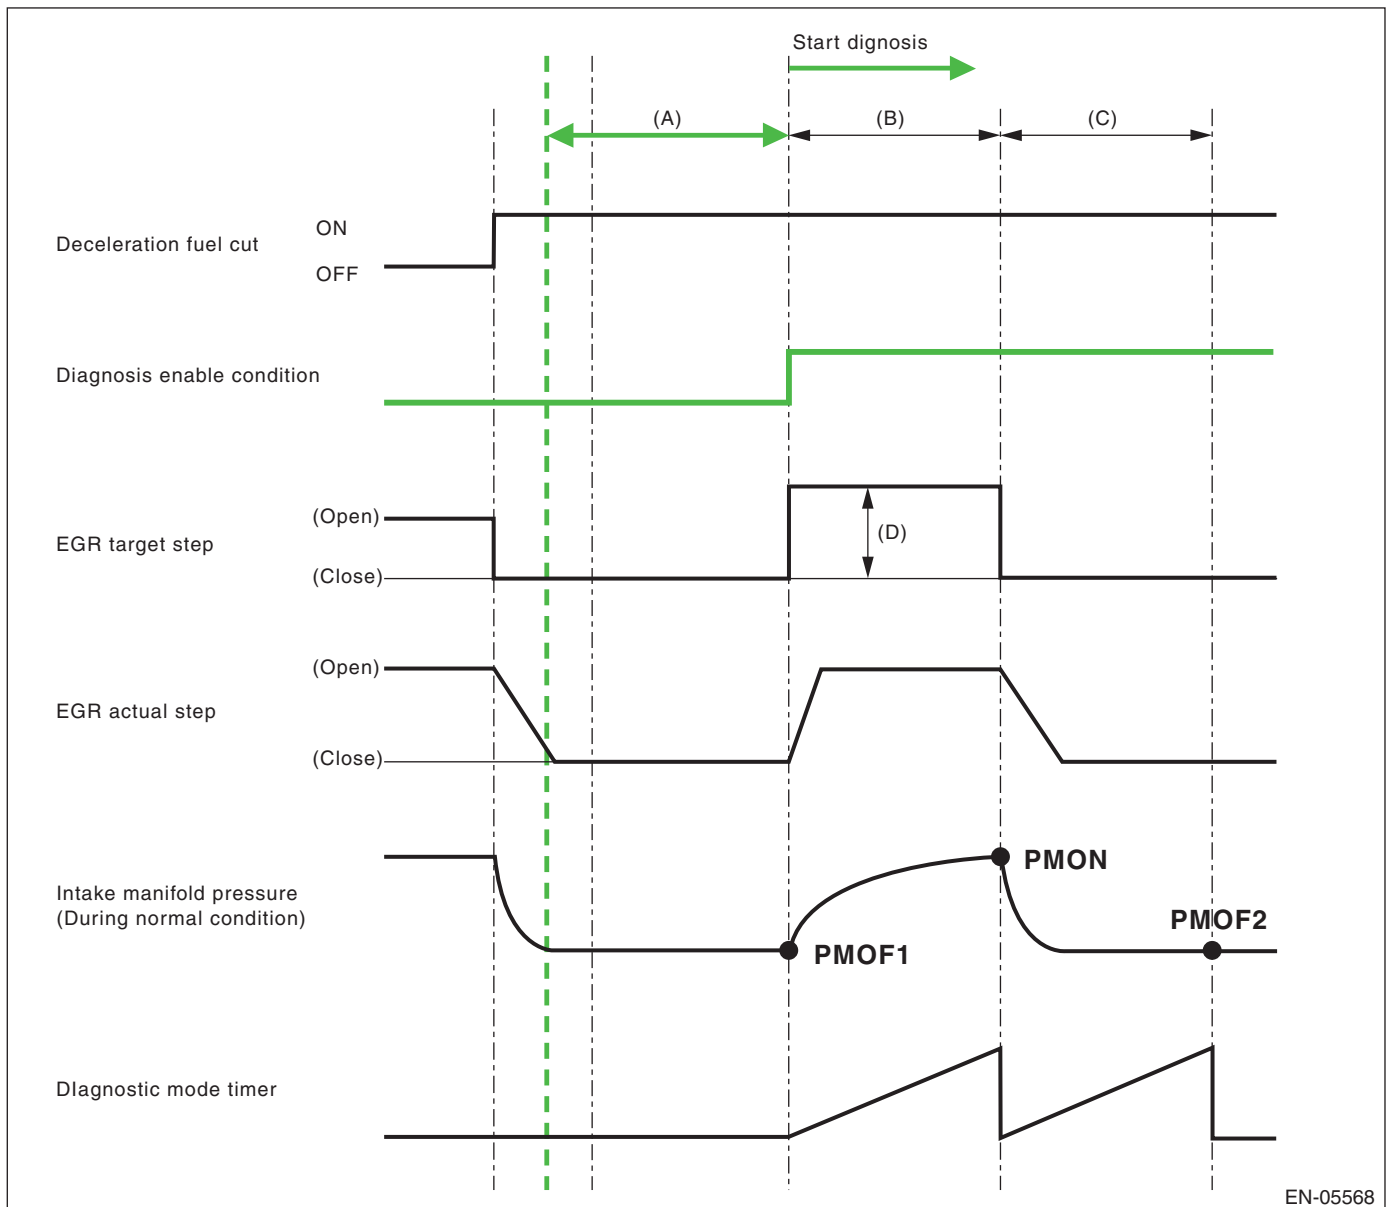 Start dignosis
(A)
(B)
(C)
Deceleration fuel cut
ON
OFF
Diagnosis enable condition
EGR target step
(Open)
(Close)
(D)
EGR actual step
(Open)
(Close)
Intake manifold pressure
(During normal condition)
PMON
PMOF1
PMOF2
DIagnostic mode timer
EN-05568